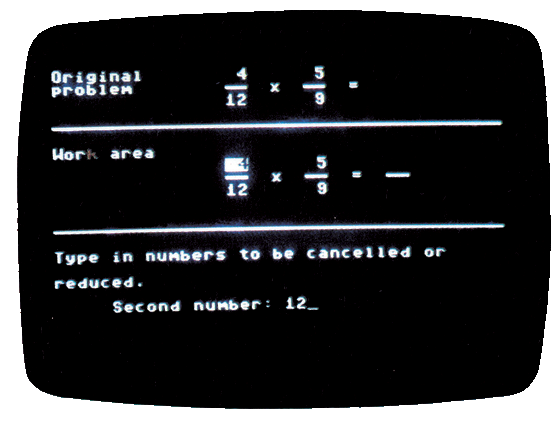 Original
problem
4
12
x
5
9
=
Work area
4
12
x
5
9
=
Type in numbers to be cancelled or
reduced.
Second number: 12_